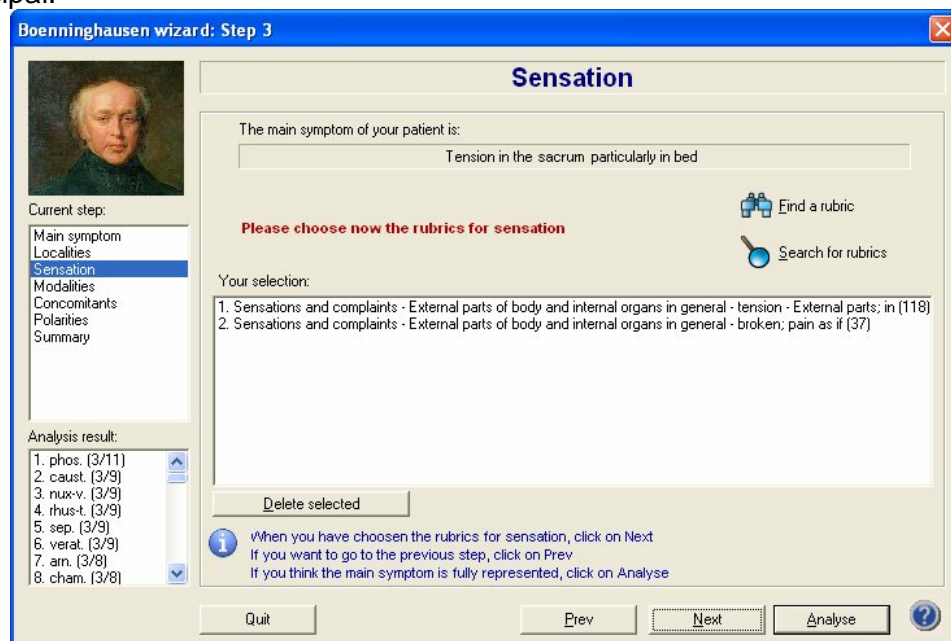 Boenninghausen wizard: Step 3
Sensation
The main symptom of your patient is:
Tension in the sacrum particularly in bed
Current step:
Main symptom
Localities
Sensation
Modalities
Concomitants
Polarities
Summary
Please choose now the rubrics for sensation
Find a rubric
Search for rubrics
Your selection:
1. Sensations and complaints - External parts of body and internal organs in general - tension - External parts; in (118)
2. Sensations and complaints - External parts of body and internal organs in general - broken; pain as if (37)
Analysis result:
1. phos. (3/11)
2. caust. (3/9)
3. nux-v. (3/9)
4. rhus-t. (3/9)
5. sep. (3/9)
6. verat. (3/9)
7. arn. (3/8)
8. cham. (3/8)
Delete selected
When you have choosen the rubrics for sensation, click on Next
If you want to go to the previous step, click on Prev
If you think the main symptom is fully represented, click on Analyse
Quit
Prev
Next
Analyse